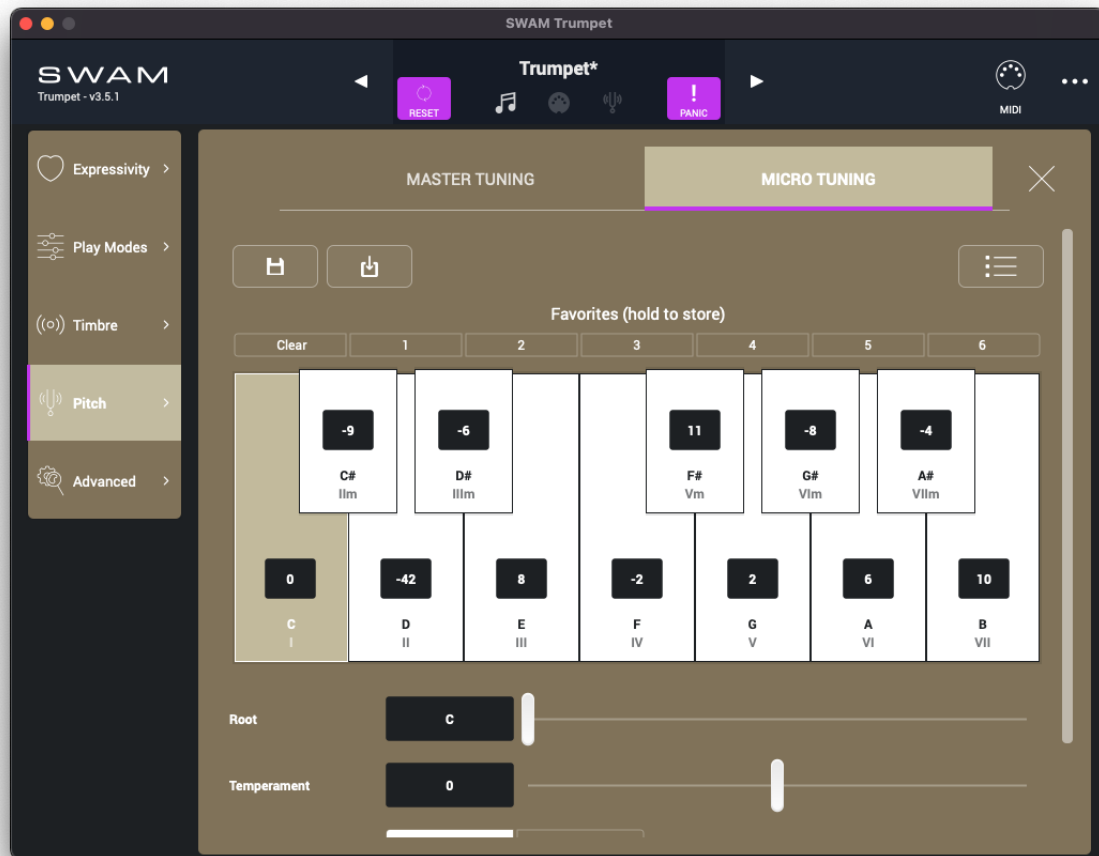 SWAM Trumpet
SWAM
Trumpet - v3.5.1
Trumpet*
RESET
!
PANIC
MIDI
Expressivity
Play Modes
Timbre
Pitch
Advanced
MASTER TUNING
MICRO TUNING
Favorites (hold to store)
Clear 1 2 3 4 5 6
-9 -6 11 -8 -4
C# D# F# G# A#
IIm IIIm Vm VIm VIIm
0 -42 8 -2 2 6 10
C D E F G A B
I II III IV V VI VII
Root C
Temperament 0